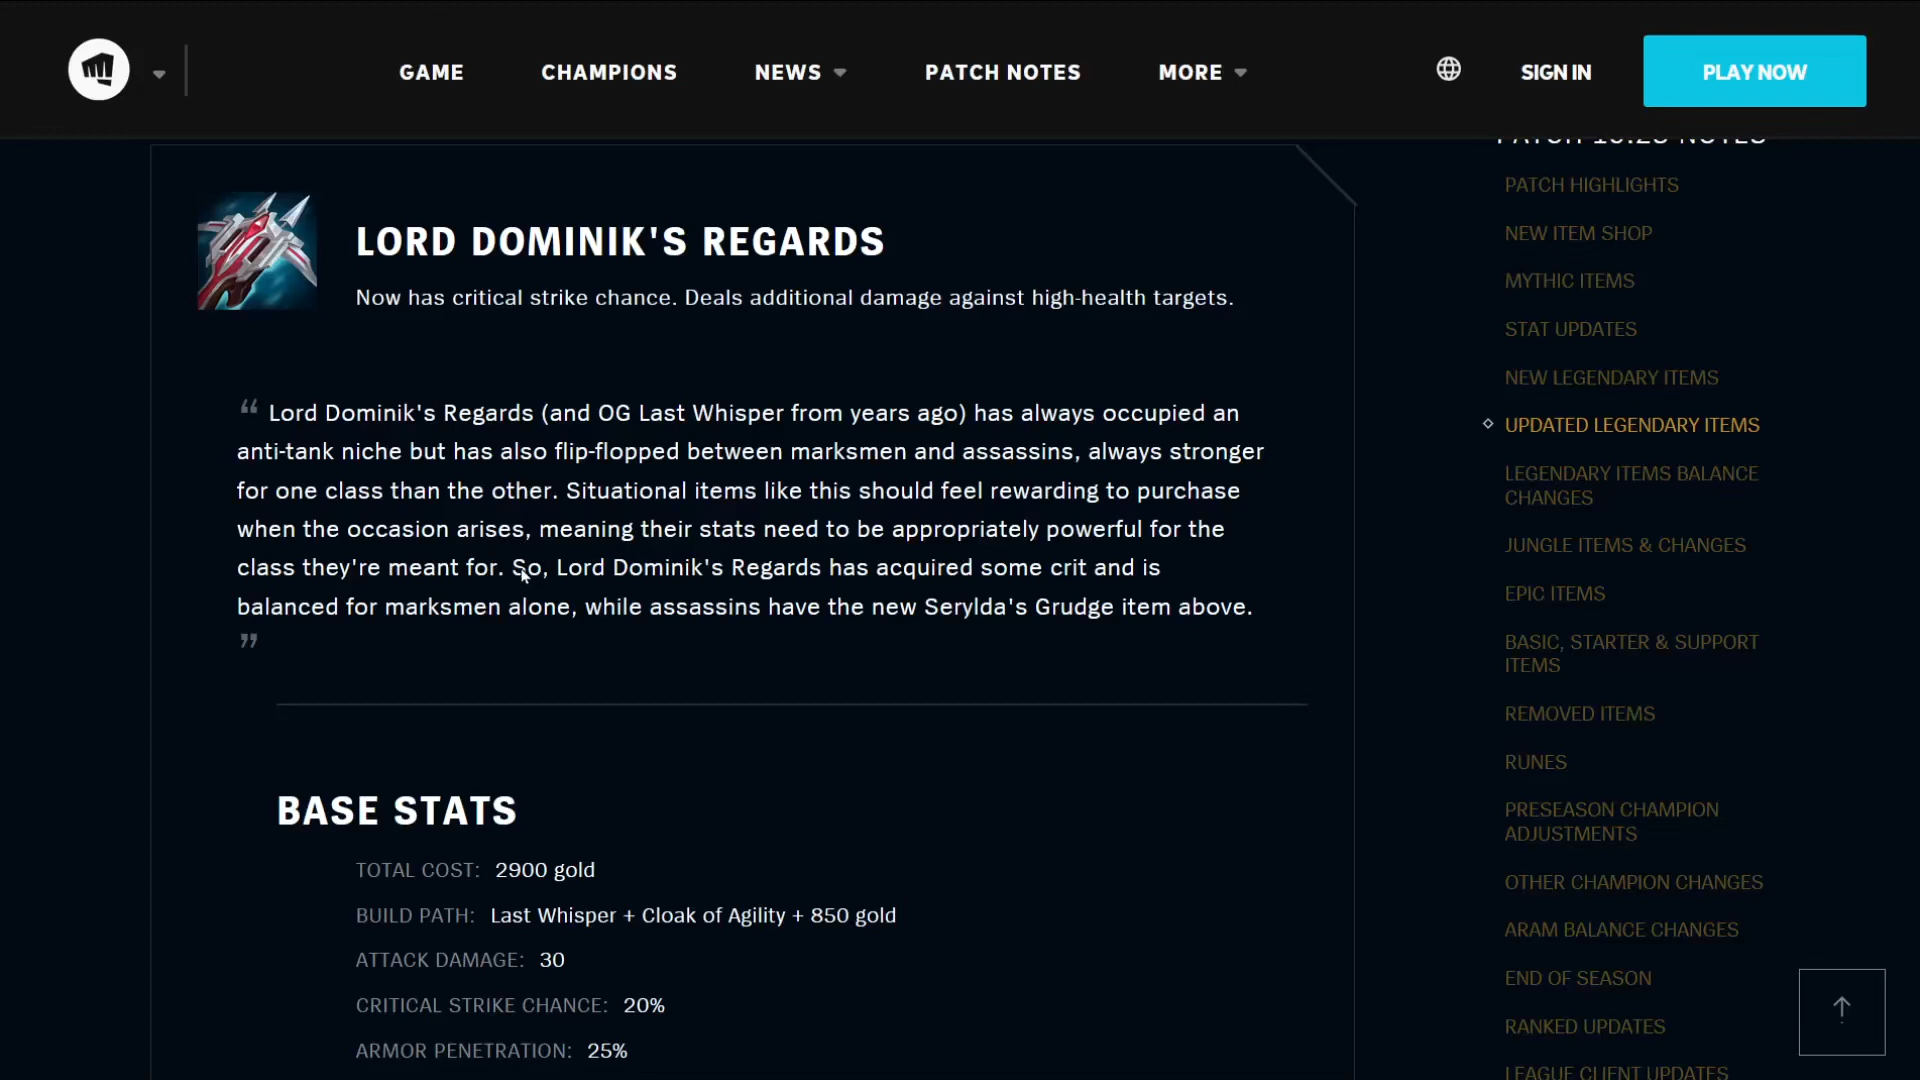 GAME
CHAMPIONS
NEWS
PATCH NOTES
MORE
SIGN IN
PLAY NOW
LORD DOMINIK'S REGARDS
Now has critical strike chance. Deals additional damage against high-health targets.
“ Lord Dominik's Regards (and OG Last Whisper from years ago) has always occupied an
anti-tank niche but has also flip-flopped between marksmen and assassins, always stronger
for one class than the other. Situational items like this should feel rewarding to purchase
when the occasion arises, meaning their stats need to be appropriately powerful for the
class they're meant for. So, Lord Dominik's Regards has acquired some crit and is
balanced for marksmen alone, while assassins have the new Serylda's Grudge item above.
”
BASE STATS
TOTAL COST: 2900 gold
BUILD PATH: Last Whisper + Cloak of Agility + 850 gold
ATTACK DAMAGE: 30
CRITICAL STRIKE CHANCE: 20%
ARMOR PENETRATION: 25%
PATCH 10.23 NOTES
PATCH HIGHLIGHTS
NEW ITEM SHOP
MYTHIC ITEMS
STAT UPDATES
NEW LEGENDARY ITEMS
UPDATED LEGENDARY ITEMS
LEGENDARY ITEMS BALANCE
CHANGES
JUNGLE ITEMS & CHANGES
EPIC ITEMS
BASIC, STARTER & SUPPORT
ITEMS
REMOVED ITEMS
RUNES
PRESEASON CHAMPION
ADJUSTMENTS
OTHER CHAMPION CHANGES
ARAM BALANCE CHANGES
END OF SEASON
RANKED UPDATES
LEAGUE CLIENT UPDATES